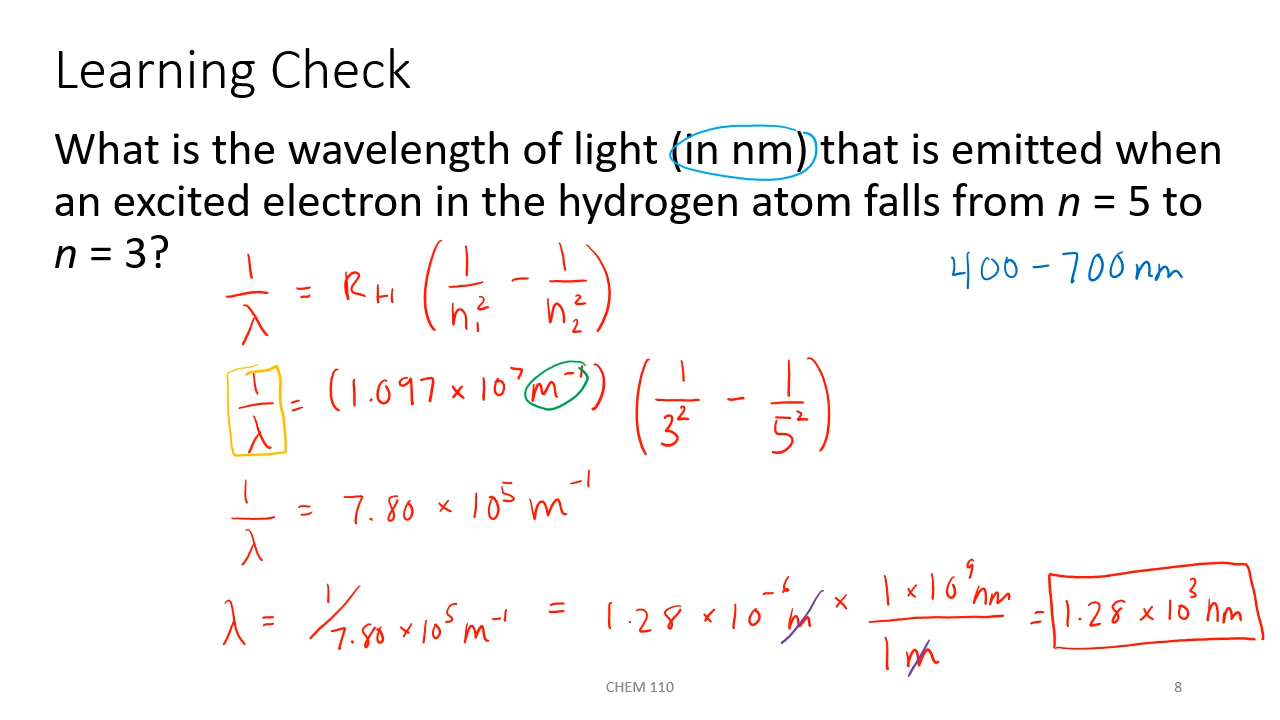 Learning Check
What is the wavelength of light (in nm) that is emitted when
an excited electron in the hydrogen atom falls from n = 5 to
n = 3?
400 - 700 nm
1/λ = R_H (1/n₁² - 1/n₂²)
1/λ = (1.097 × 10⁷ m⁻¹) (1/3² - 1/5²)
1/λ = 7.80 × 10⁵ m⁻¹
λ = 1/7.80 × 10⁵ m⁻¹ = 1.28 × 10⁻⁶ m × 1 × 10⁹ nm/1 m = 1.28 × 10³ nm
CHEM 110
8